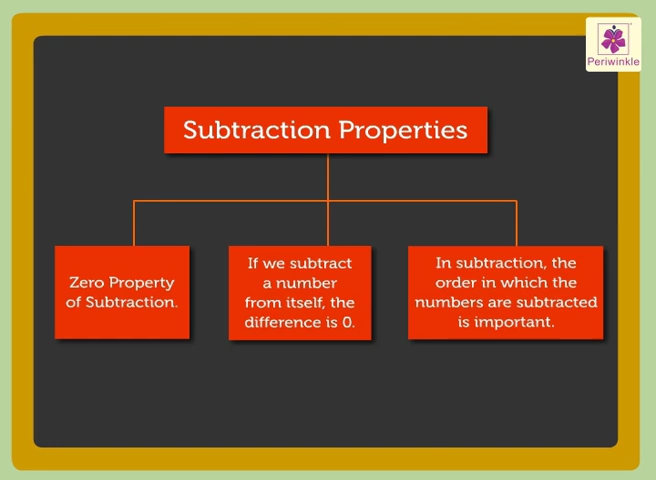 Periwinkle
Subtraction Properties
Zero Property
of Subtraction.
If we subtract
a number
from itself, the
difference is 0.
In subtraction, the
order in which the
numbers are subtracted
is important.